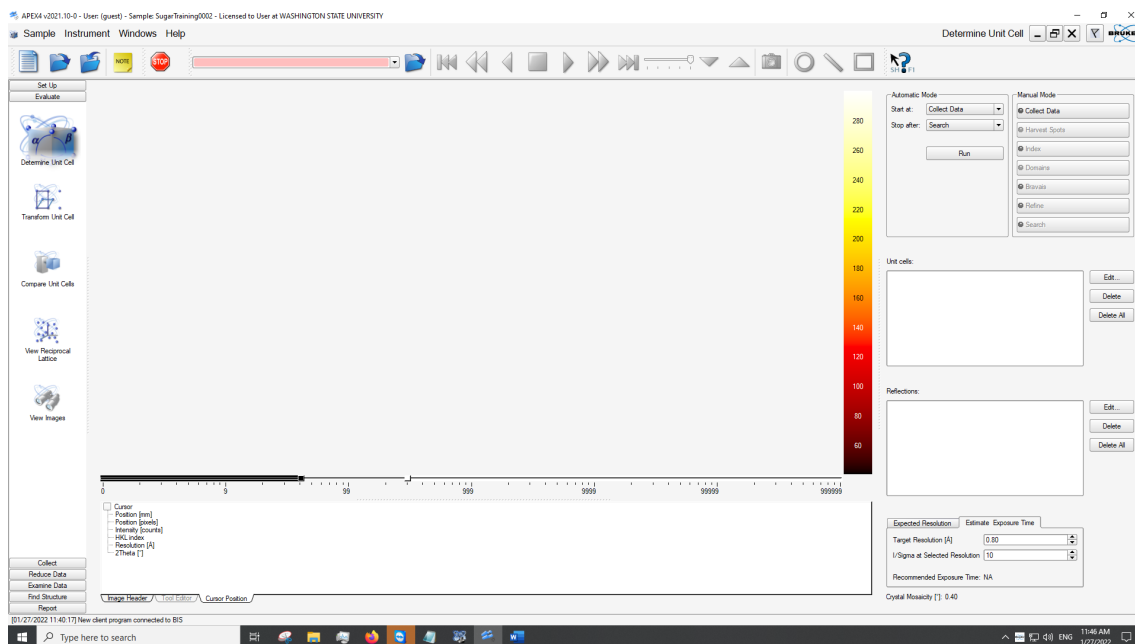 APEX4 v2021.10-0 - User: (guest) - Sample: SugarTraining0002 - Licensed to User at WASHINGTON STATE UNIVERSITY
Sample Instrument Windows Help
Determine Unit Cell
BRUKE
NOTE
STOP
SH FI
Set Up
Evaluate
Determine Unit Cell
Transform Unit Cell
Compare Unit Cells
View Reciprocal
Lattice
View Images
Collect
Reduce Data
Examine Data
Find Structure
Report
280
260
240
220
200
180
160
140
120
100
80
60
0 9 99 999 9999 99999 999999
Cursor
Position [mm]
Position [pixels]
Intensity [counts]
HKL index
Resolution [Å]
2Theta [°]
Image Header Tool Editor Cursor Position
Automatic Mode
Start at: Collect Data
Stop after: Search
Run
Manual Mode
Collect Data
Harvest Spots
Index
Domains
Bravais
Refine
Search
Unit cells:
Edit...
Delete
Delete All
Reflections:
Edit...
Delete
Delete All
Expected Resolution Estimate Exposure Time
Target Resolution [Å] 0.80
I/Sigma at Selected Resolution 10
Recommended Exposure Time: NA
Crystal Mosaicity [°]: 0.40
[01/27/2022 11:40:17] New client program connected to BIS
Type here to search
ENG
11:46 AM
1/27/2022